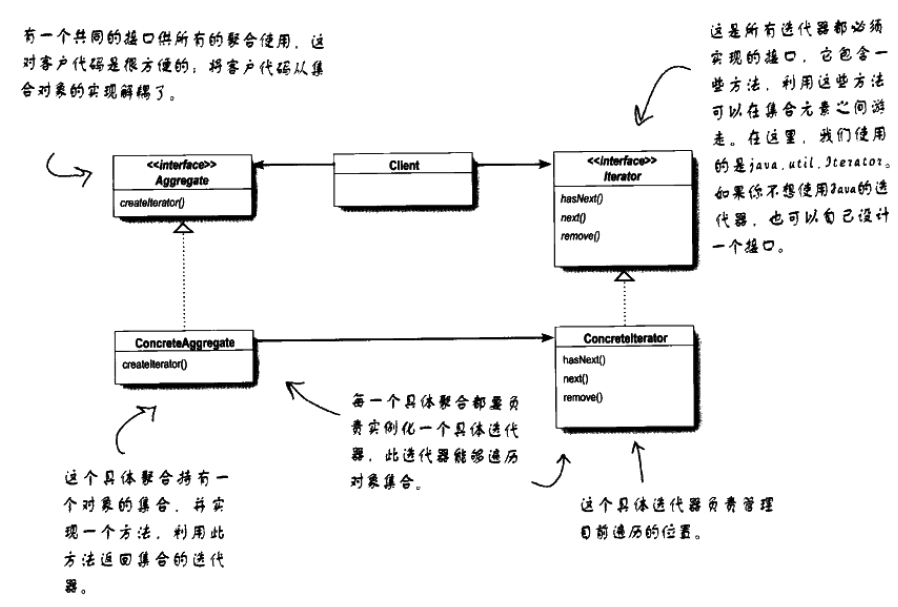 有一个共同的接口供所有的聚合使用，这
对客户代码是很方便的；将客户代码从集
合对象的实现解耦了。
这是所有迭代器都必须
实现的接口，它包含一
些方法，利用这些方法
可以在集合元素之间游
走。在这里，我们使用
的是java.util.Iterator。
如果你不想使用Java的迭
代器，也可以自己设计
一个接口。
<<interface>>
Aggregate
createIterator()
Client
<<interface>>
Iterator
hasNext()
next()
remove()
ConcreteAggregate
createIterator()
ConcreteIterator
hasNext()
next()
remove()
每一个具体聚合都要负
责实例化一个具体迭代
器，此迭代器能够遍历
对象集合。
这个具体聚合持有一
个对象的集合，并实
现一个方法，利用此
方法返回集合的迭代
器。
这个具体迭代器负责管理
目前遍历的位置。